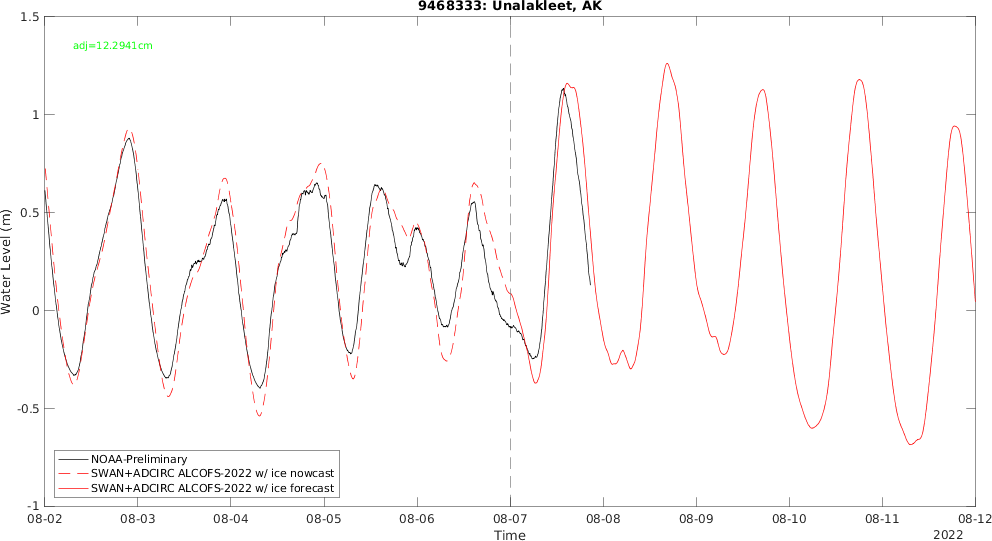 9468333: Unalakleet, AK
adj=12.2941cm
1.5
1
0.5
0
-0.5
-1
Water Level (m)
NOAA-Preliminary
SWAN+ADCIRC ALCOFS-2022 w/ ice nowcast
SWAN+ADCIRC ALCOFS-2022 w/ ice forecast
08-02 08-03 08-04 08-05 08-06 08-07 08-08 08-09 08-10 08-11 08-12
Time
2022